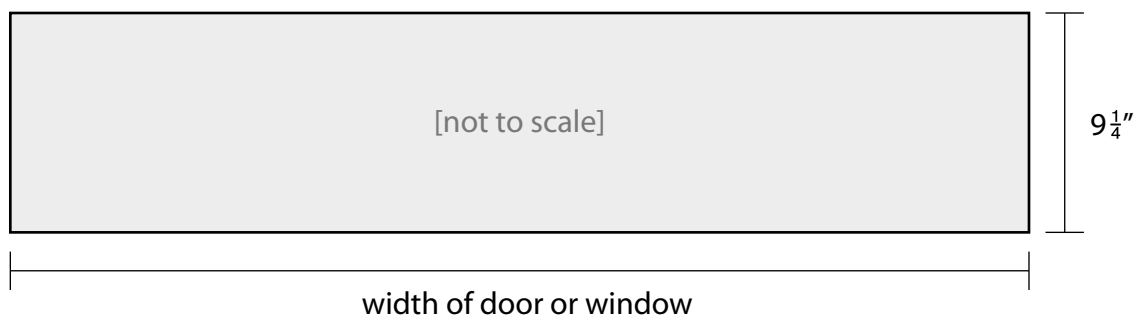 [not to scale]
9¼″
width of door or window